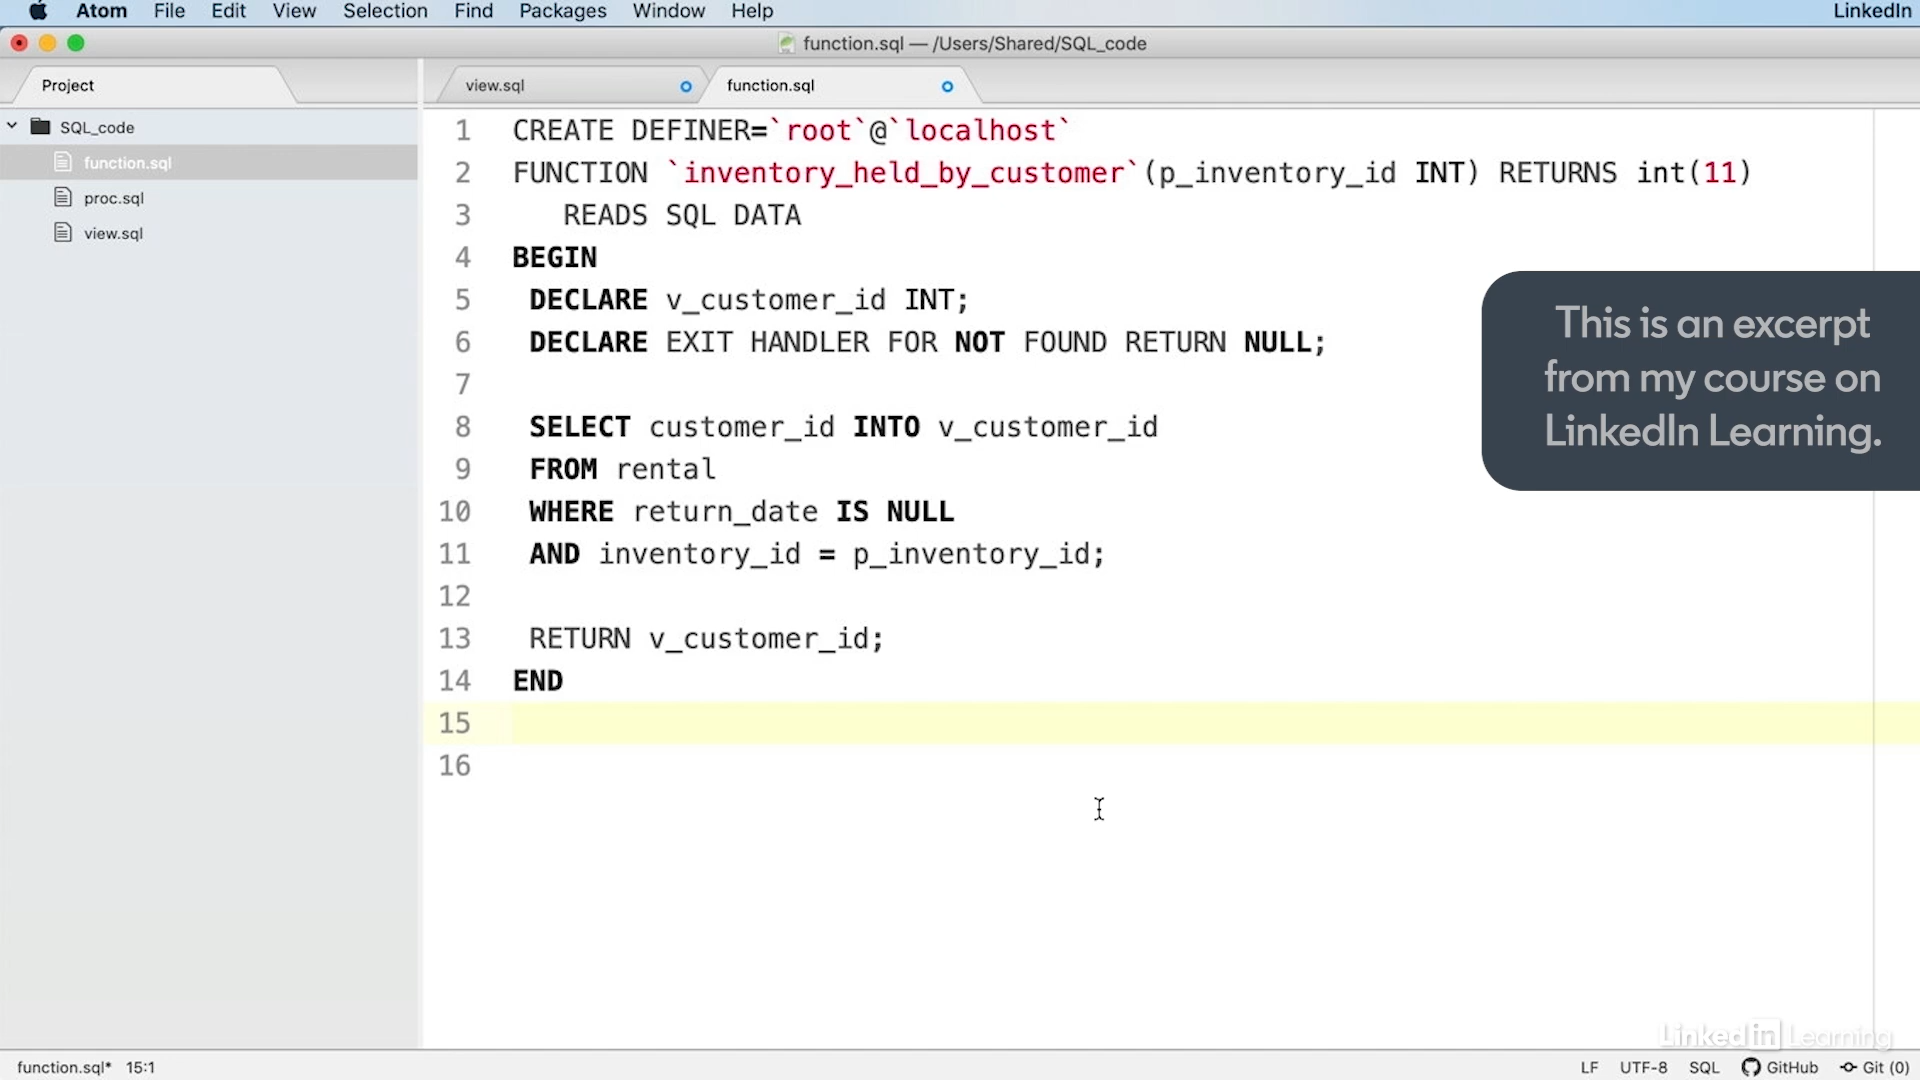 Atom File Edit View Selection Find Packages Window Help LinkedIn
function.sql — /Users/Shared/SQL_code
Project
view.sql
function.sql
SQL_code
function.sql
proc.sql
view.sql
1 CREATE DEFINER=`root`@`localhost`
2 FUNCTION `inventory_held_by_customer`(p_inventory_id INT) RETURNS int(11)
3 READS SQL DATA
4 BEGIN
5 DECLARE v_customer_id INT;
6 DECLARE EXIT HANDLER FOR NOT FOUND RETURN NULL;
7
8 SELECT customer_id INTO v_customer_id
9 FROM rental
10 WHERE return_date IS NULL
11 AND inventory_id = p_inventory_id;
12
13 RETURN v_customer_id;
14 END
15
16
This is an excerpt
from my course on
LinkedIn Learning.
LinkedIn Learning
function.sql* 15:1 LF UTF-8 SQL GitHub Git (0)